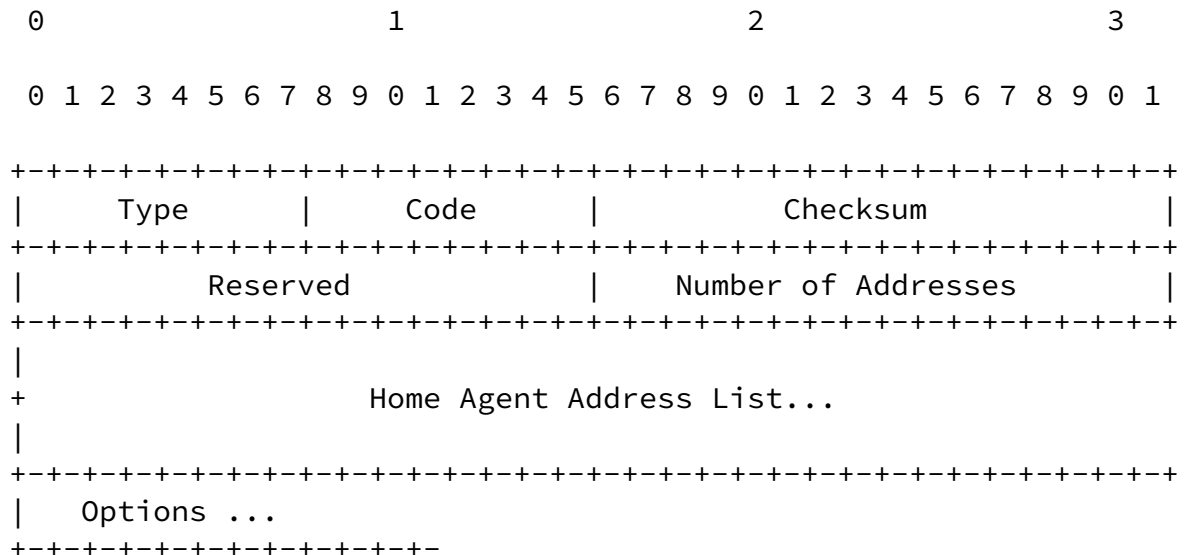 0                   1                   2                   3
0 1 2 3 4 5 6 7 8 9 0 1 2 3 4 5 6 7 8 9 0 1 2 3 4 5 6 7 8 9 0 1
+-+-+-+-+-+-+-+-+-+-+-+-+-+-+-+-+-+-+-+-+-+-+-+-+-+-+-+-+-+-+-+-+
|     Type      |     Code      |          Checksum             |
+-+-+-+-+-+-+-+-+-+-+-+-+-+-+-+-+-+-+-+-+-+-+-+-+-+-+-+-+-+-+-+-+
|          Reserved             |    Number of Addresses        |
+-+-+-+-+-+-+-+-+-+-+-+-+-+-+-+-+-+-+-+-+-+-+-+-+-+-+-+-+-+-+-+-+
|
+                   Home Agent Address List...
|
+-+-+-+-+-+-+-+-+-+-+-+-+-+-+-+-+-+-+-+-+-+-+-+-+-+-+-+-+-+-+-+-+
|   Options ...
+-+-+-+-+-+-+-+-+-+-+-+-